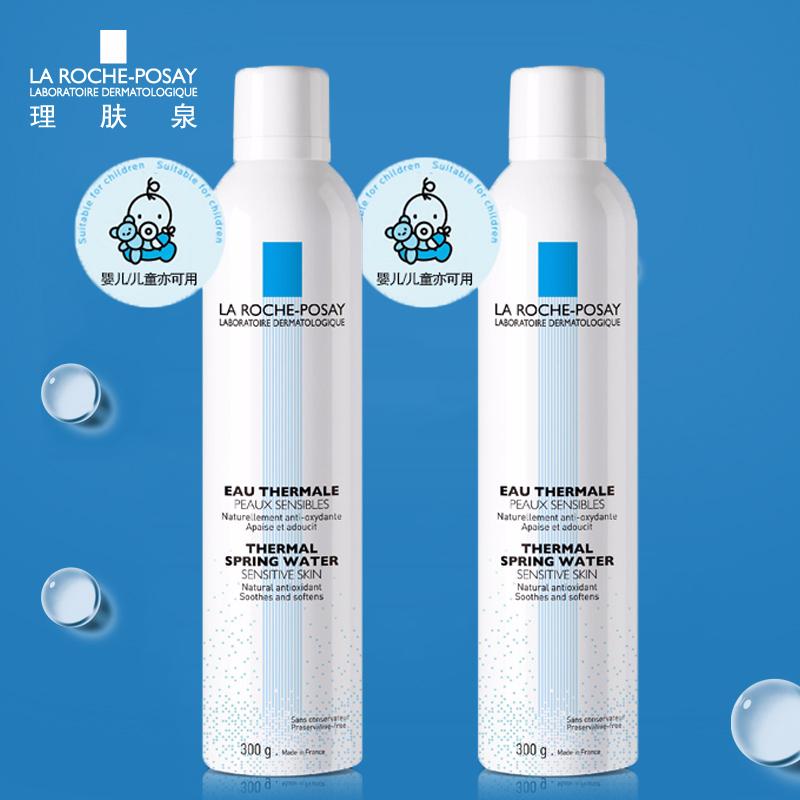 LA ROCHE-POSAY
LABORATOIRE DERMATOLOGIQUE
理肤泉
Suitable for children Suitable for children
婴儿/儿童亦可用
LA ROCHE-POSAY
LABORATOIRE DERMATOLOGIQUE
EAU THERMALE
PEAUX SENSIBLES
Naturellement anti-oxydante
Apaise et adoucit
THERMAL
SPRING WATER
SENSITIVE SKIN
Natural antioxidant
Soothes and softens
Sans conservateur
Preservative-free
300 g . Made in France
Suitable for children Suitable for children
婴儿/儿童亦可用
LA ROCHE-POSAY
LABORATOIRE DERMATOLOGIQUE
EAU THERMALE
PEAUX SENSIBLES
Naturellement anti-oxydante
Apaise et adoucit
THERMAL
SPRING WATER
SENSITIVE SKIN
Natural antioxidant
Soothes and softens
Sans conservateur
Preservative-free
300 g . Made in France